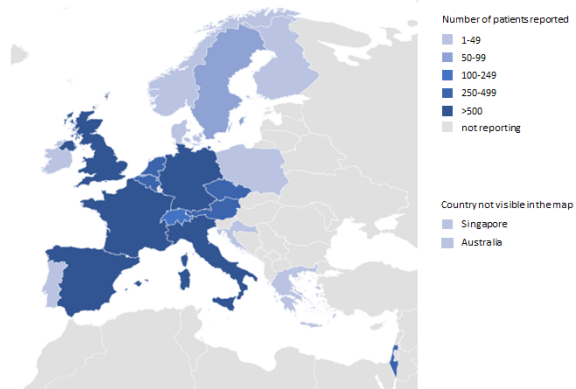 Number of patients reported
1-49
50-99
100-249
250-499
>500
not reporting
Country not visible in the map
Singapore
Australia